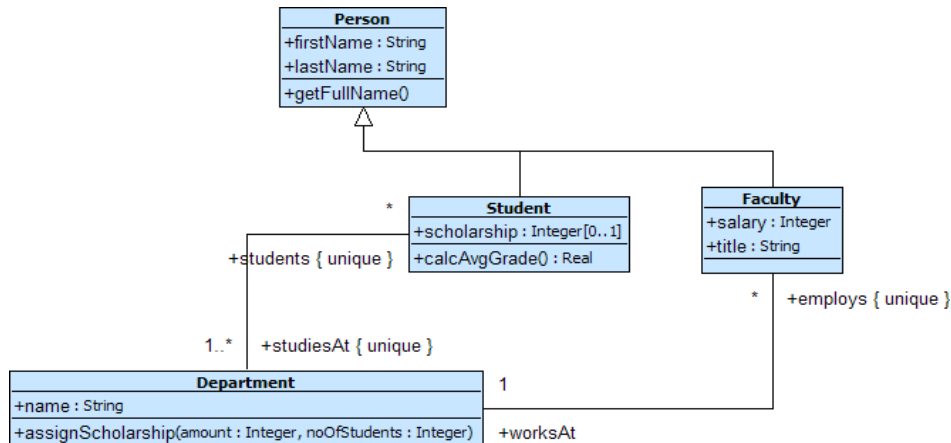 Person
+firstName : String
+lastName : String
+getFullName()
Student
+scholarship : Integer[0..1]
+calcAvgGrade() : Real
Faculty
+salary : Integer
+title : String
*
+students { unique }
*
+employs { unique }
1..*
+studiesAt { unique }
Department
+name : String
+assignScholarship(amount : Integer, noOfStudents : Integer)
1
+worksAt